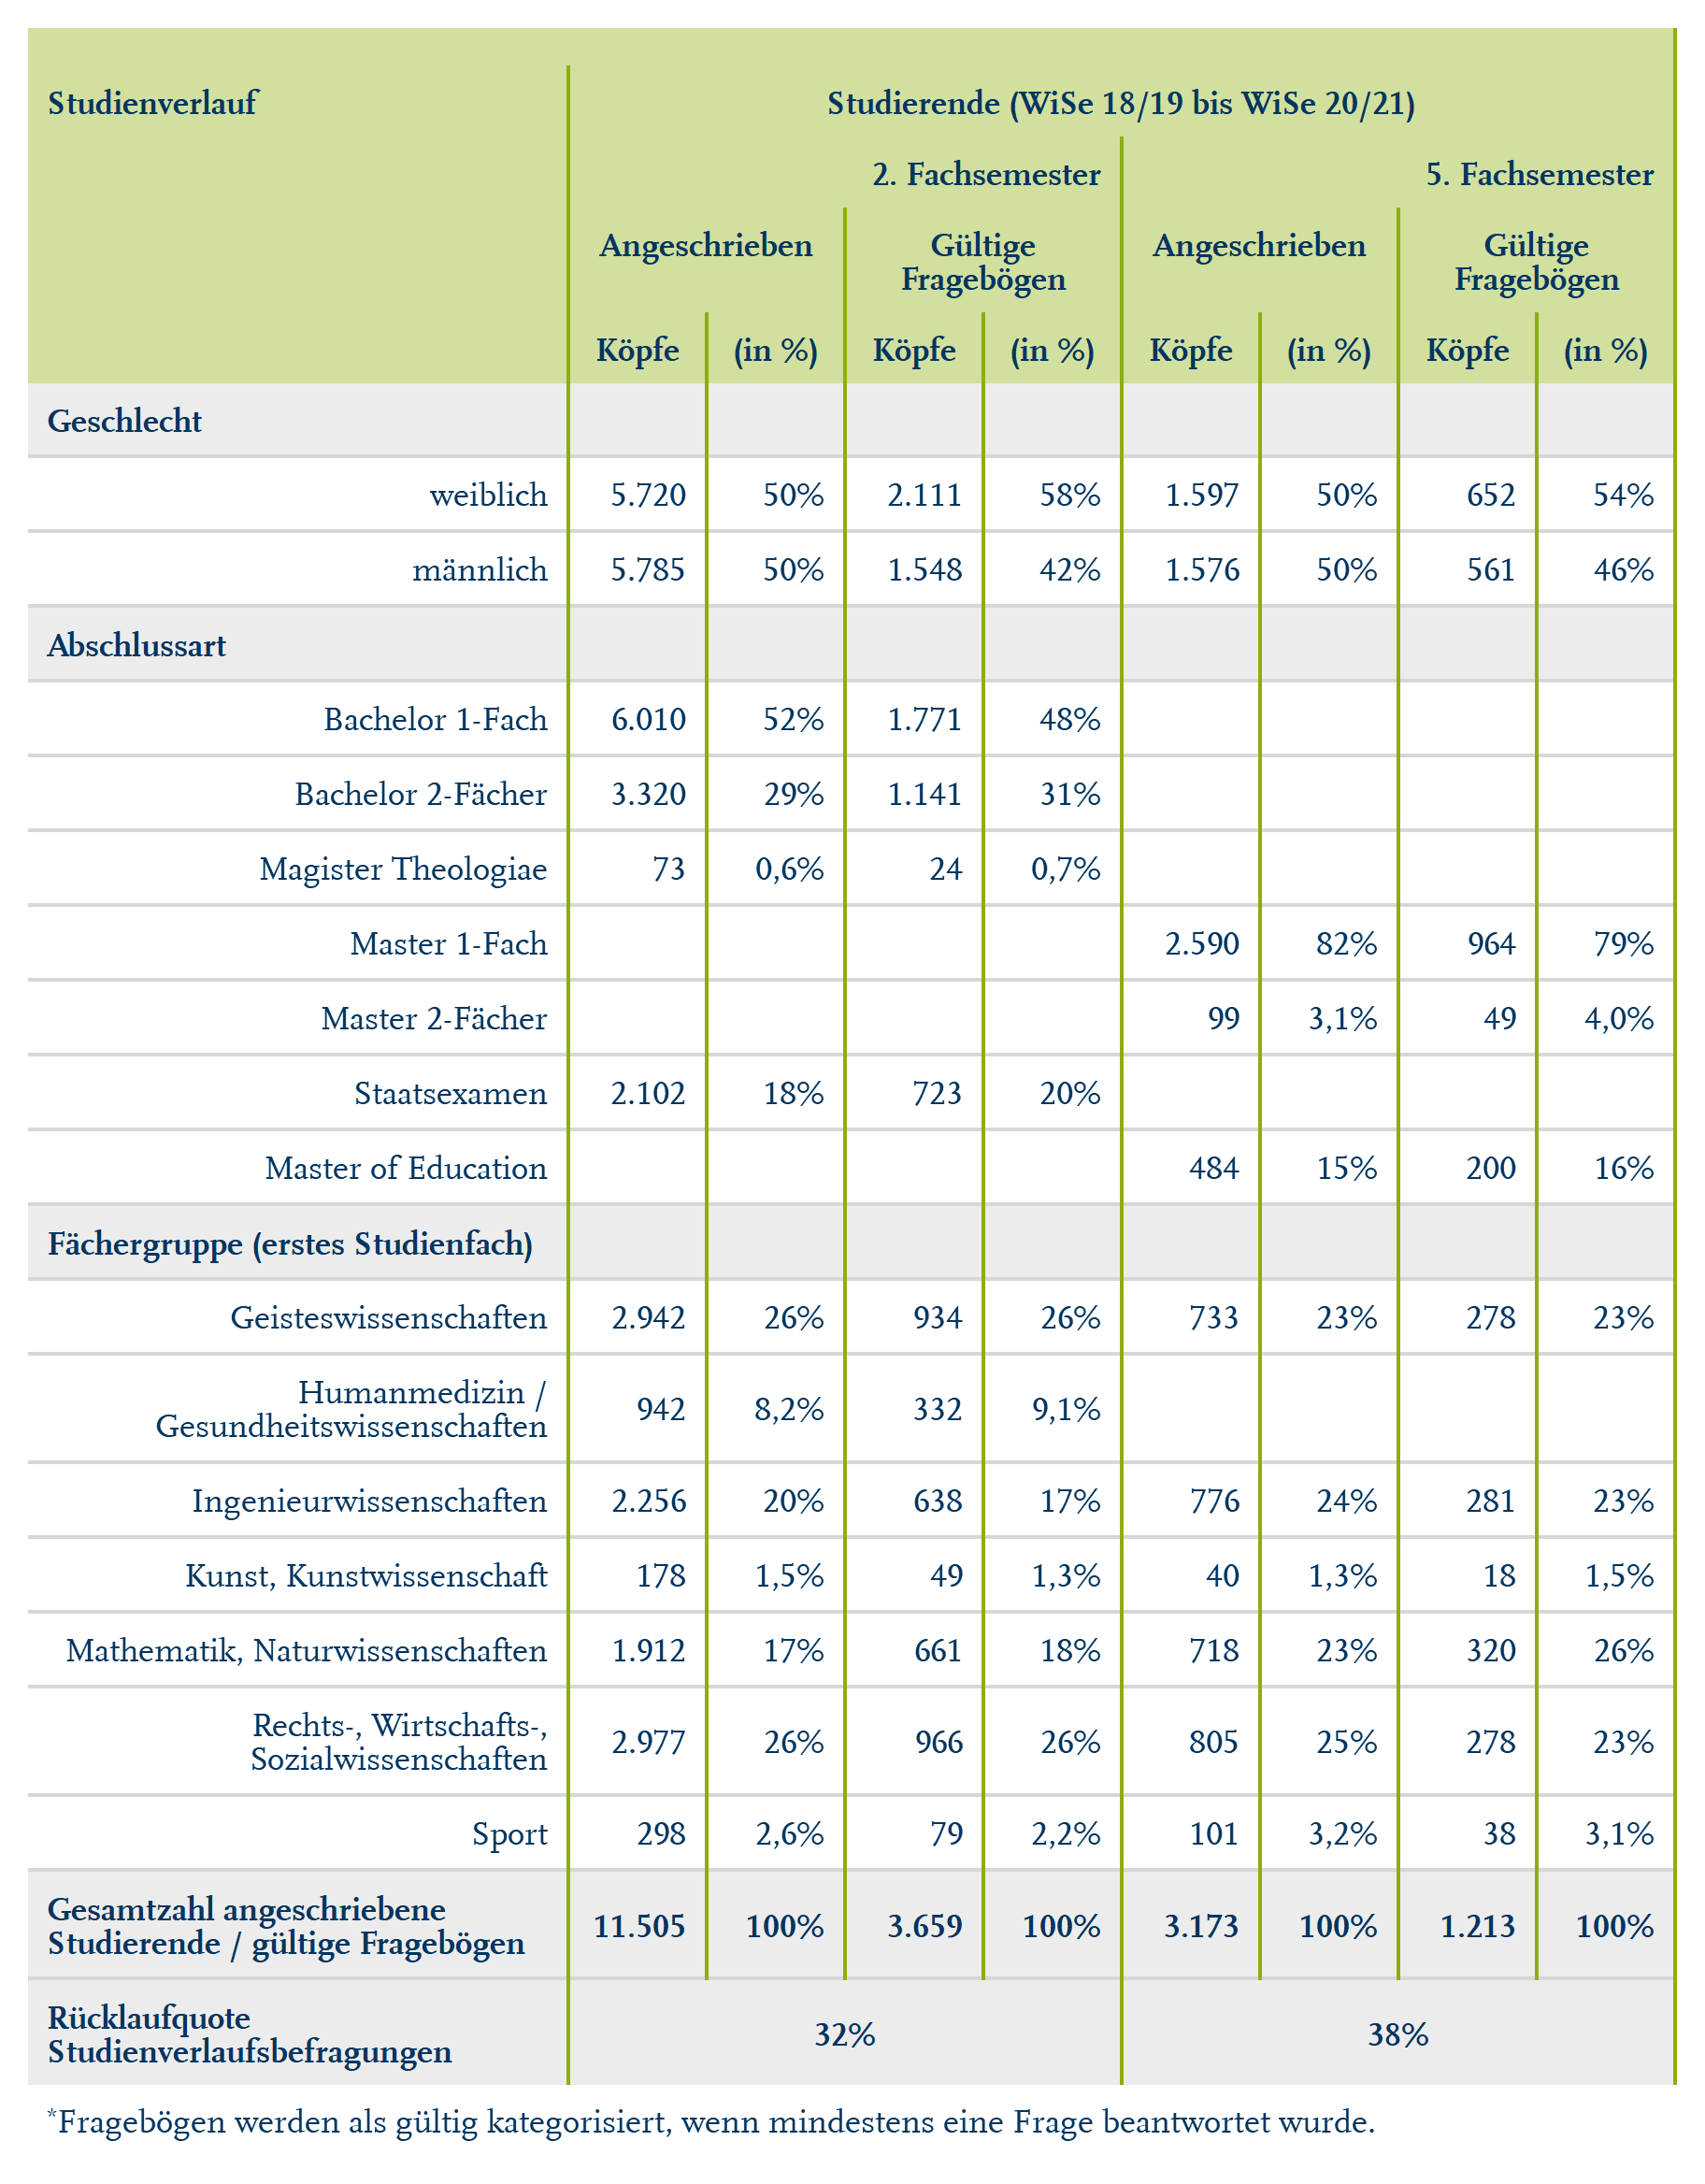 Studienverlauf Studierende (WiSe 18/19 bis WiSe 20/21)
2. Fachsemester 5. Fachsemester
Angeschrieben Gültige Angeschrieben Gültige
Fragebögen Fragebögen
Köpfe (in %) Köpfe (in %) Köpfe (in %) Köpfe (in %)
Geschlecht
weiblich 5.720 50% 2.111 58% 1.597 50% 652 54%
männlich 5.785 50% 1.548 42% 1.576 50% 561 46%
Abschlussart
Bachelor 1-Fach 6.010 52% 1.771 48%
Bachelor 2-Fächer 3.320 29% 1.141 31%
Magister Theologiae 73 0,6% 24 0,7%
Master 1-Fach 2.590 82% 964 79%
Master 2-Fächer 99 3,1% 49 4,0%
Staatsexamen 2.102 18% 723 20%
Master of Education 484 15% 200 16%
Fächergruppe (erstes Studienfach)
Geisteswissenschaften 2.942 26% 934 26% 733 23% 278 23%
Humanmedizin /
Gesundheitswissenschaften 942 8,2% 332 9,1%
Ingenieurwissenschaften 2.256 20% 638 17% 776 24% 281 23%
Kunst, Kunstwissenschaft 178 1,5% 49 1,3% 40 1,3% 18 1,5%
Mathematik, Naturwissenschaften 1.912 17% 661 18% 718 23% 320 26%
Rechts-, Wirtschafts-,
Sozialwissenschaften 2.977 26% 966 26% 805 25% 278 23%
Sport 298 2,6% 79 2,2% 101 3,2% 38 3,1%
Gesamtzahl angeschriebene
Studierende / gültige Fragebögen 11.505 100% 3.659 100% 3.173 100% 1.213 100%
Rücklaufquote
Studienverlaufsbefragungen 32% 38%
*Fragebögen werden als gültig kategorisiert, wenn mindestens eine Frage beantwortet wurde.